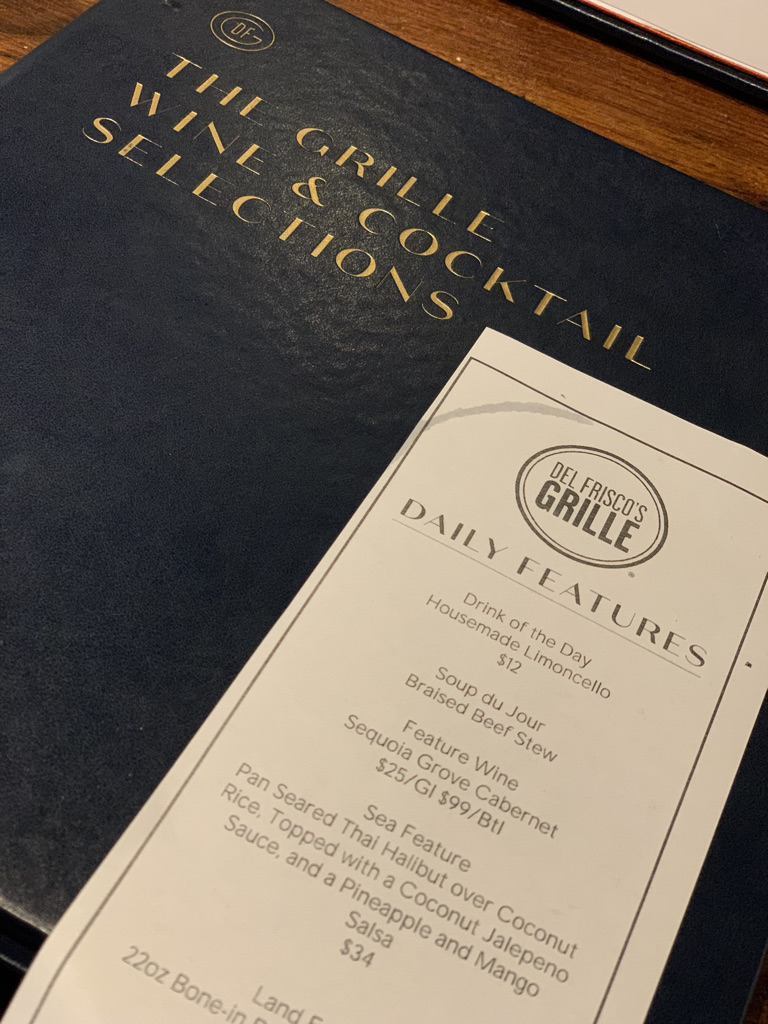 DF
THE GRILLE
WINE & COCKTAIL
SELECTIONS
DEL FRISCO'S
GRILLE
DAILY FEATURES
Drink of the Day
Housemade Limoncello
$12
Soup du Jour
Braised Beef Stew
Feature Wine
Sequoia Grove Cabernet
$25/Gl $99/Btl
Sea Feature
Pan Seared Thai Halibut over Coconut
Rice, Topped with a Coconut Jalepeno
Sauce, and a Pineapple and Mango
Salsa
$34
Land
22oz Bone-in